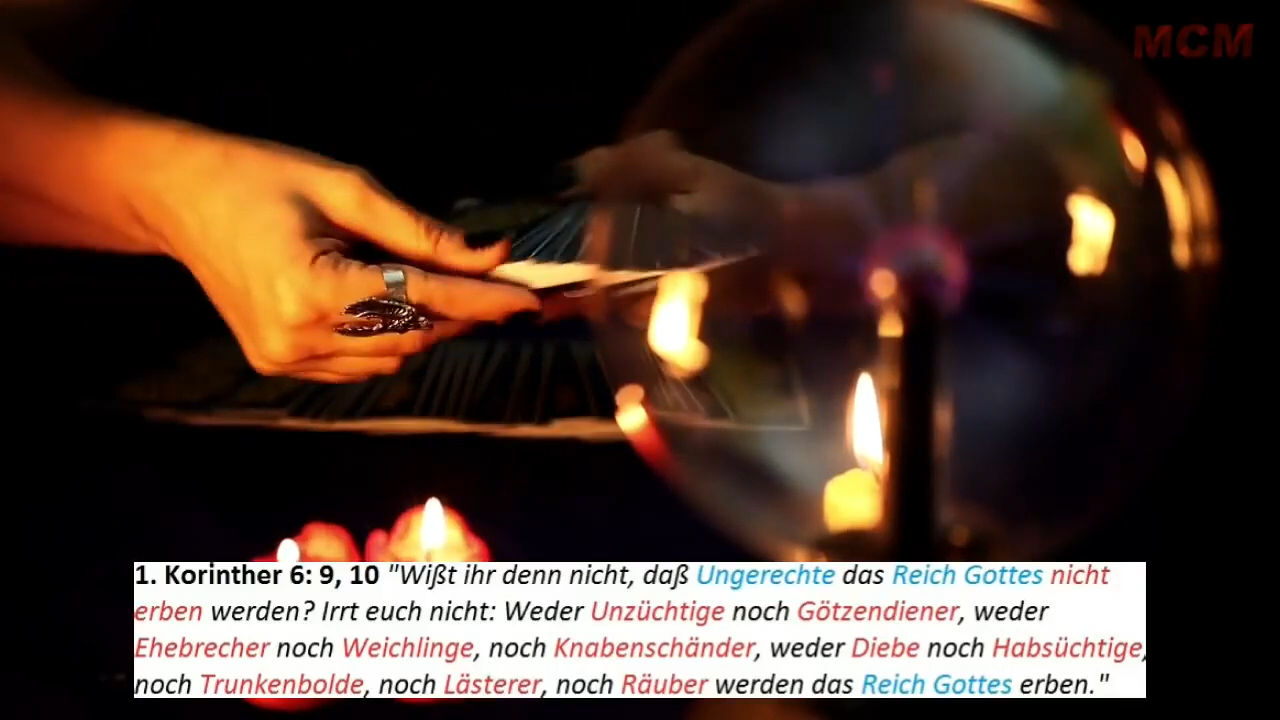 MCM
1. Korinther 6: 9, 10 "Wißt ihr denn nicht, daß Ungerechte das Reich Gottes nicht
erben werden? Irrt euch nicht: Weder Unzüchtige noch Götzendiener, weder
Ehebrecher noch Weichlinge, noch Knabenschänder, weder Diebe noch Habsüchtige,
noch Trunkenbolde, noch Lästerer, noch Räuber werden das Reich Gottes erben."